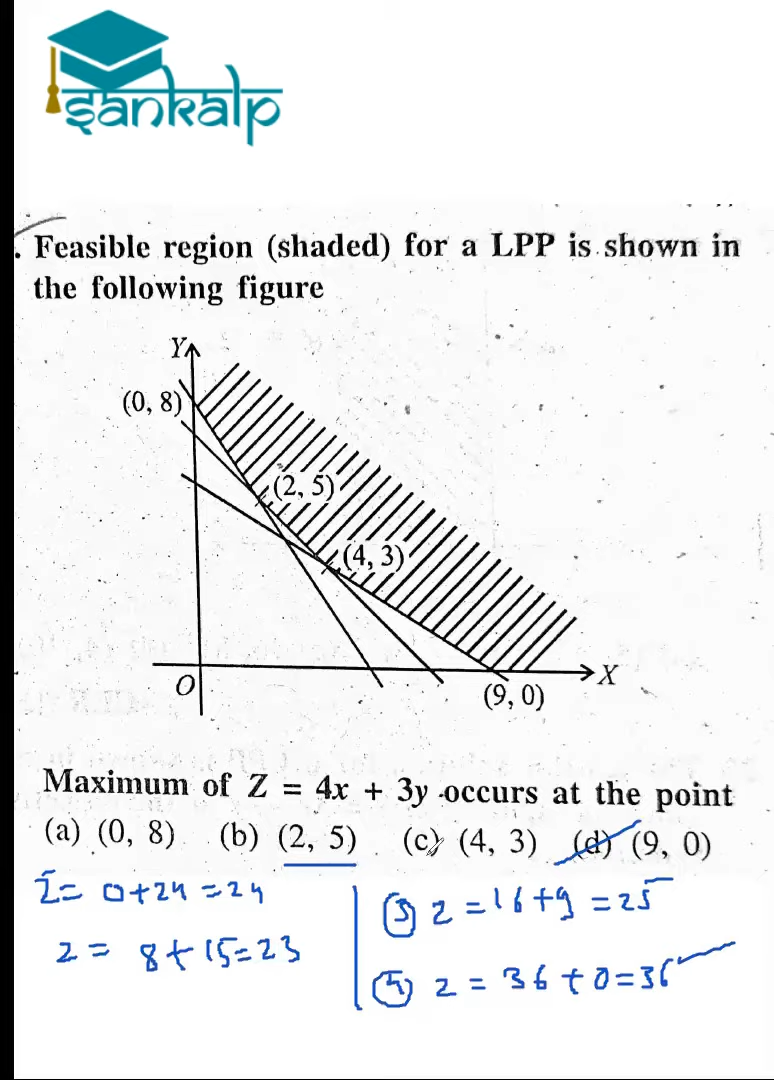 sankalp
. Feasible region (shaded) for a LPP is shown in
the following figure
Y
(0, 8)
(2, 5)
(4, 3)
O
X
(9, 0)
Maximum of Z = 4x + 3y occurs at the point
(a) (0, 8) (b) (2, 5) (c) (4, 3) (d) (9, 0)
Z = 0+24 = 24
z = 8+15=23
③ z = 16+9 = 25
④ z = 36+0=36